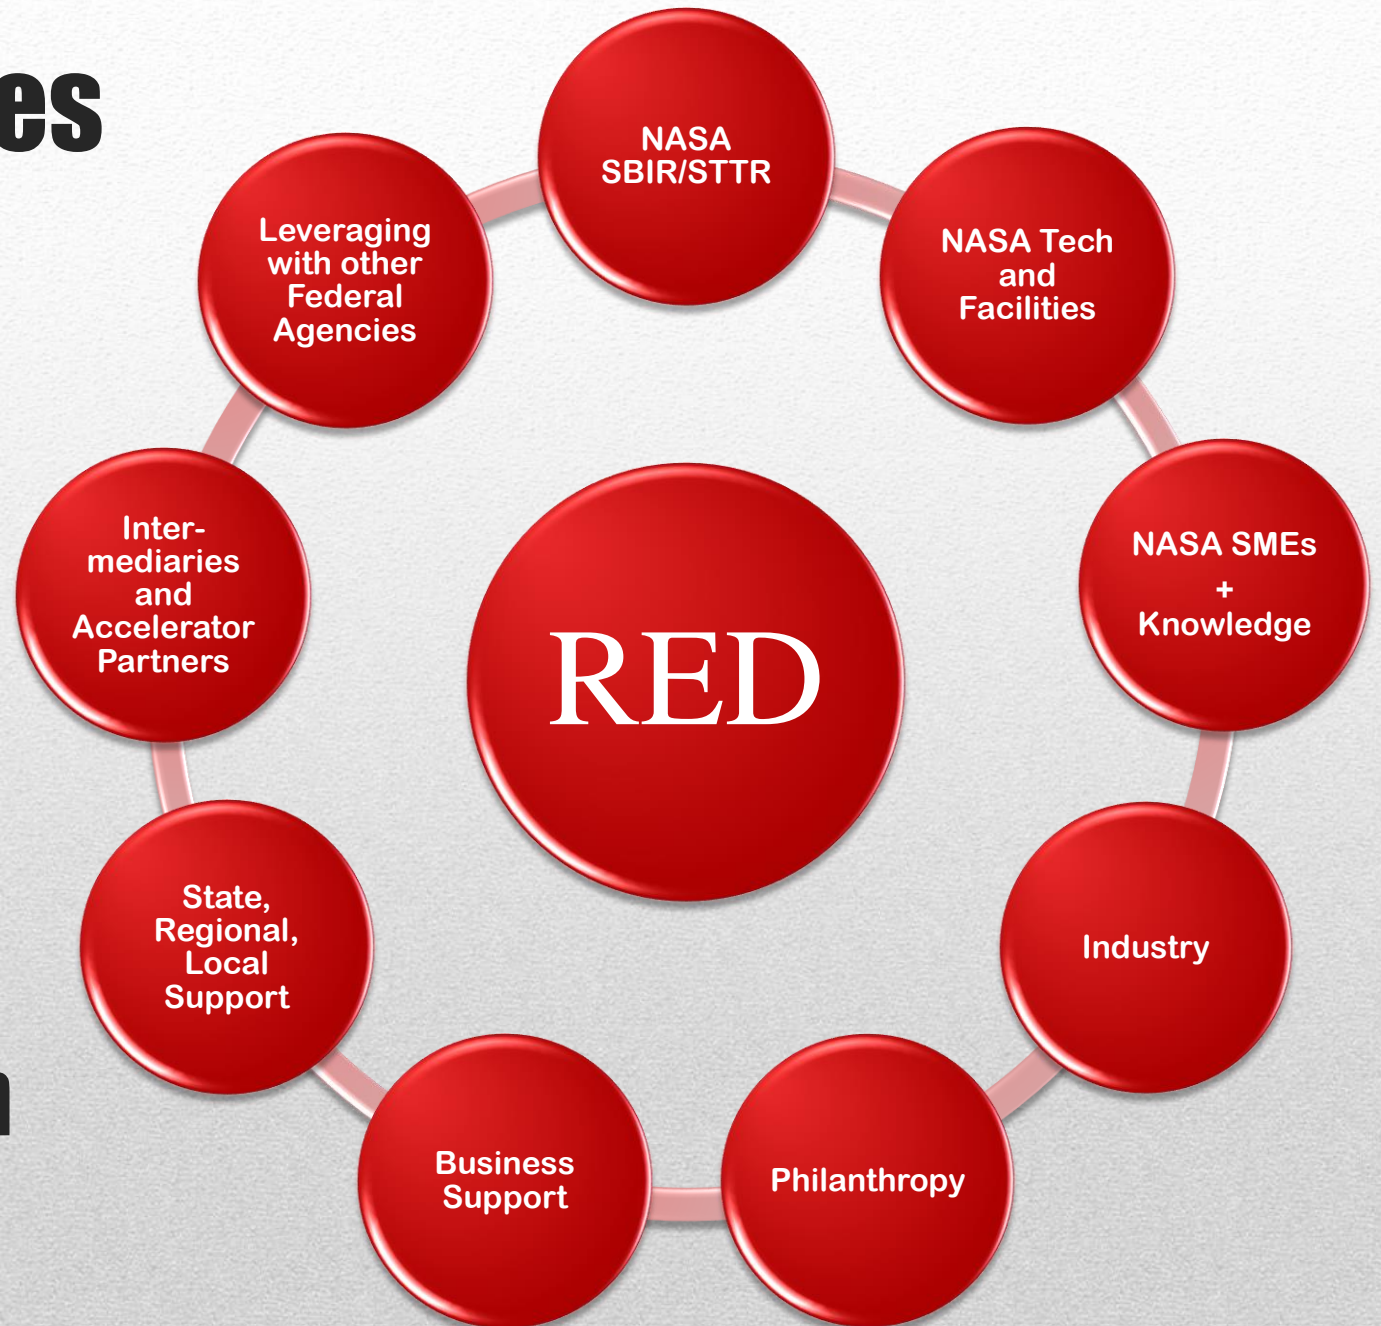 es
NASA
SBIR/STTR
NASA Tech
and
Facilities
NASA SMEs
+
Knowledge
Industry
Philanthropy
Business
Support
State,
Regional,
Local
Support
Inter-
mediaries
and
Accelerator
Partners
Leveraging
with other
Federal
Agencies
RED
n